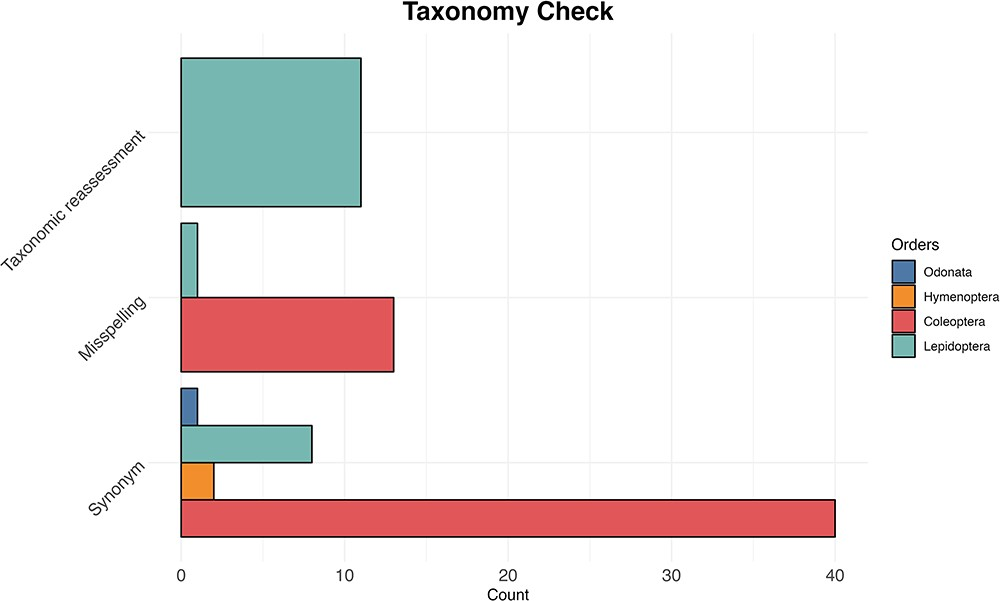 Taxonomy Check
Taxonomic reassessment
Misspelling
Synonym
0 10 20 30 40
Count
Orders
Odonata
Hymenoptera
Coleoptera
Lepidoptera